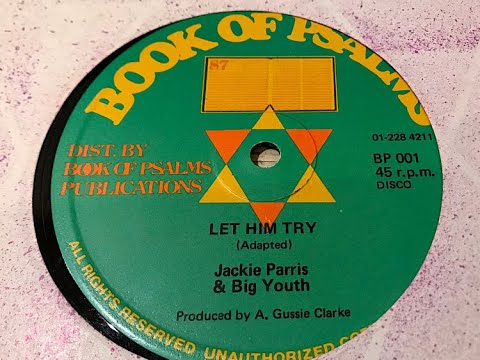 BOOK OF PSALMS
87
01-228 4211
DIST. BY
BOOK OF PSALMS
PUBLICATIONS
BP 001
45 r.p.m.
DISCO
LET HIM TRY
(Adapted)
Jackie Parris
& Big Youth
Produced by A. Gussie Clarke
ALL RIGHTS RESERVED UNAUTHORIZED